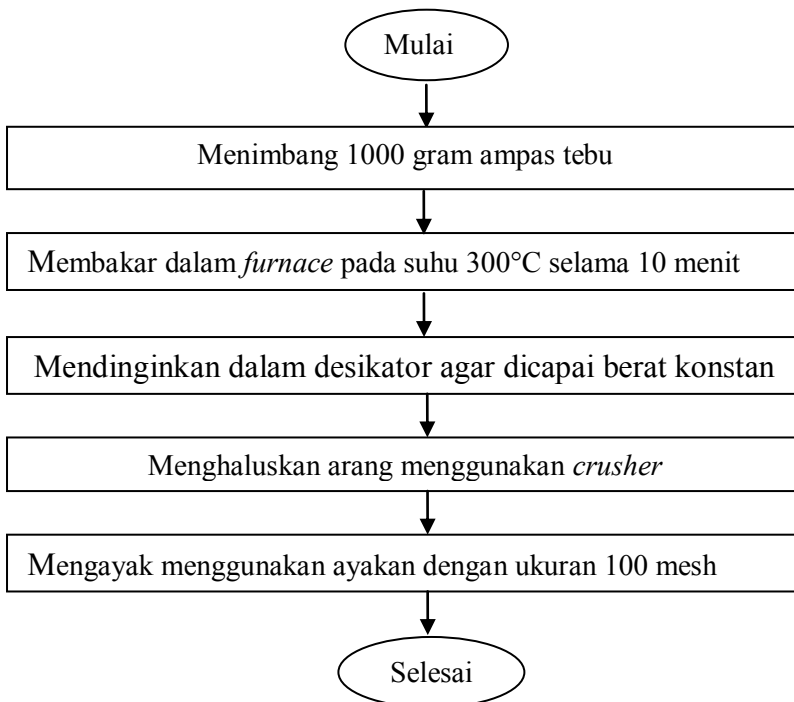 Mulai
Menimbang 1000 gram ampas tebu
Membakar dalam furnace pada suhu 300°C selama 10 menit
Mendinginkan dalam desikator agar dicapai berat konstan
Menghaluskan arang menggunakan crusher
Mengayak menggunakan ayakan dengan ukuran 100 mesh
Selesai